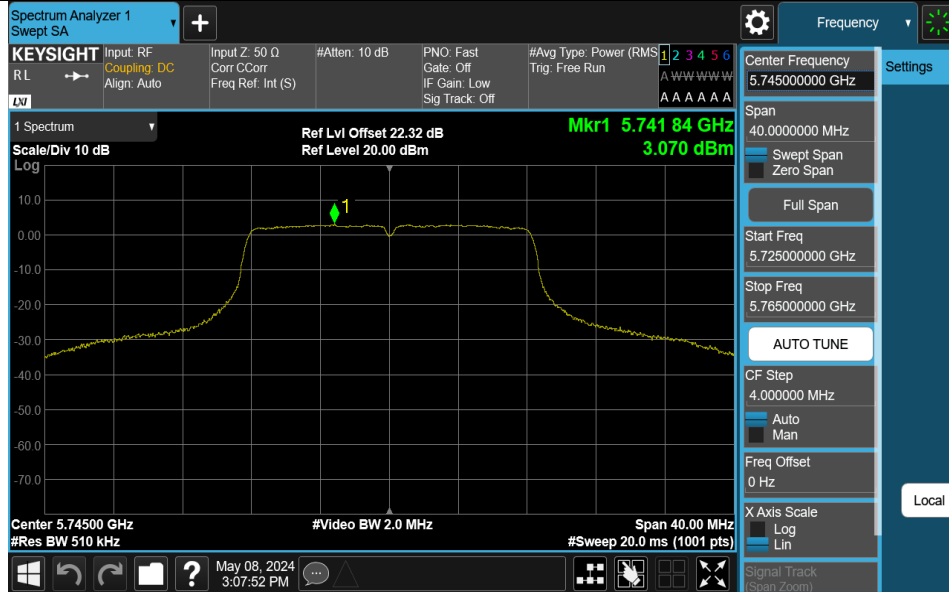 Spectrum Analyzer 1
Swept SA
+
Frequency
KEYSIGHT
RL
LXI
Input: RF
Coupling: DC
Align: Auto
Input Z: 50 Ω
Corr CCorr
Freq Ref: Int (S)
#Atten: 10 dB
PNO: Fast
Gate: Off
IF Gain: Low
Sig Track: Off
#Avg Type: Power (RMS
Trig: Free Run
1 2 3 4 5 6
A W W W W W
A A A A A A
1 Spectrum
Scale/Div 10 dB
Log
Ref Lvl Offset 22.32 dB
Ref Level 20.00 dBm
Mkr1 5.741 84 GHz
3.070 dBm
1
10.0
0.00
-10.0
-20.0
-30.0
-40.0
-50.0
-60.0
-70.0
Center 5.74500 GHz
#Video BW 2.0 MHz
Span 40.00 MHz
#Res BW 510 kHz
#Sweep 20.0 ms (1001 pts)
?
May 08, 2024
3:07:52 PM
Center Frequency
5.745000000 GHz
Span
40.0000000 MHz
Swept Span
Zero Span
Full Span
Start Freq
5.725000000 GHz
Stop Freq
5.765000000 GHz
AUTO TUNE
CF Step
4.000000 MHz
Auto
Man
Freq Offset
0 Hz
X Axis Scale
Log
Lin
Signal Track
(Span Zoom)
Settings
Local